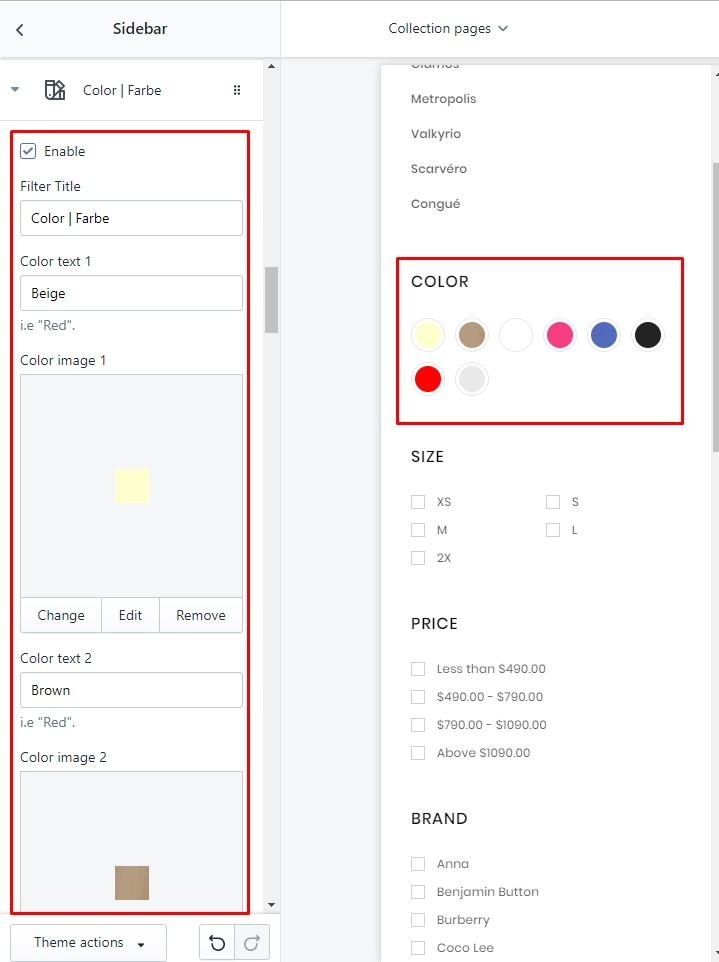 Sidebar
Color | Farbe
Enable
Filter Title
Color | Farbe
Color text 1
Beige
i.e "Red".
Color image 1
Change Edit Remove
Color text 2
Brown
i.e "Red".
Color image 2
Theme actions
Collection pages
Metropolis
Valkyrio
Scarvéro
Congué
COLOR
SIZE
XS S
M L
2X
PRICE
Less than $490.00
$490.00 - $790.00
$790.00 - $1090.00
Above $1090.00
BRAND
Anna
Benjamin Button
Burberry
Coco Lee